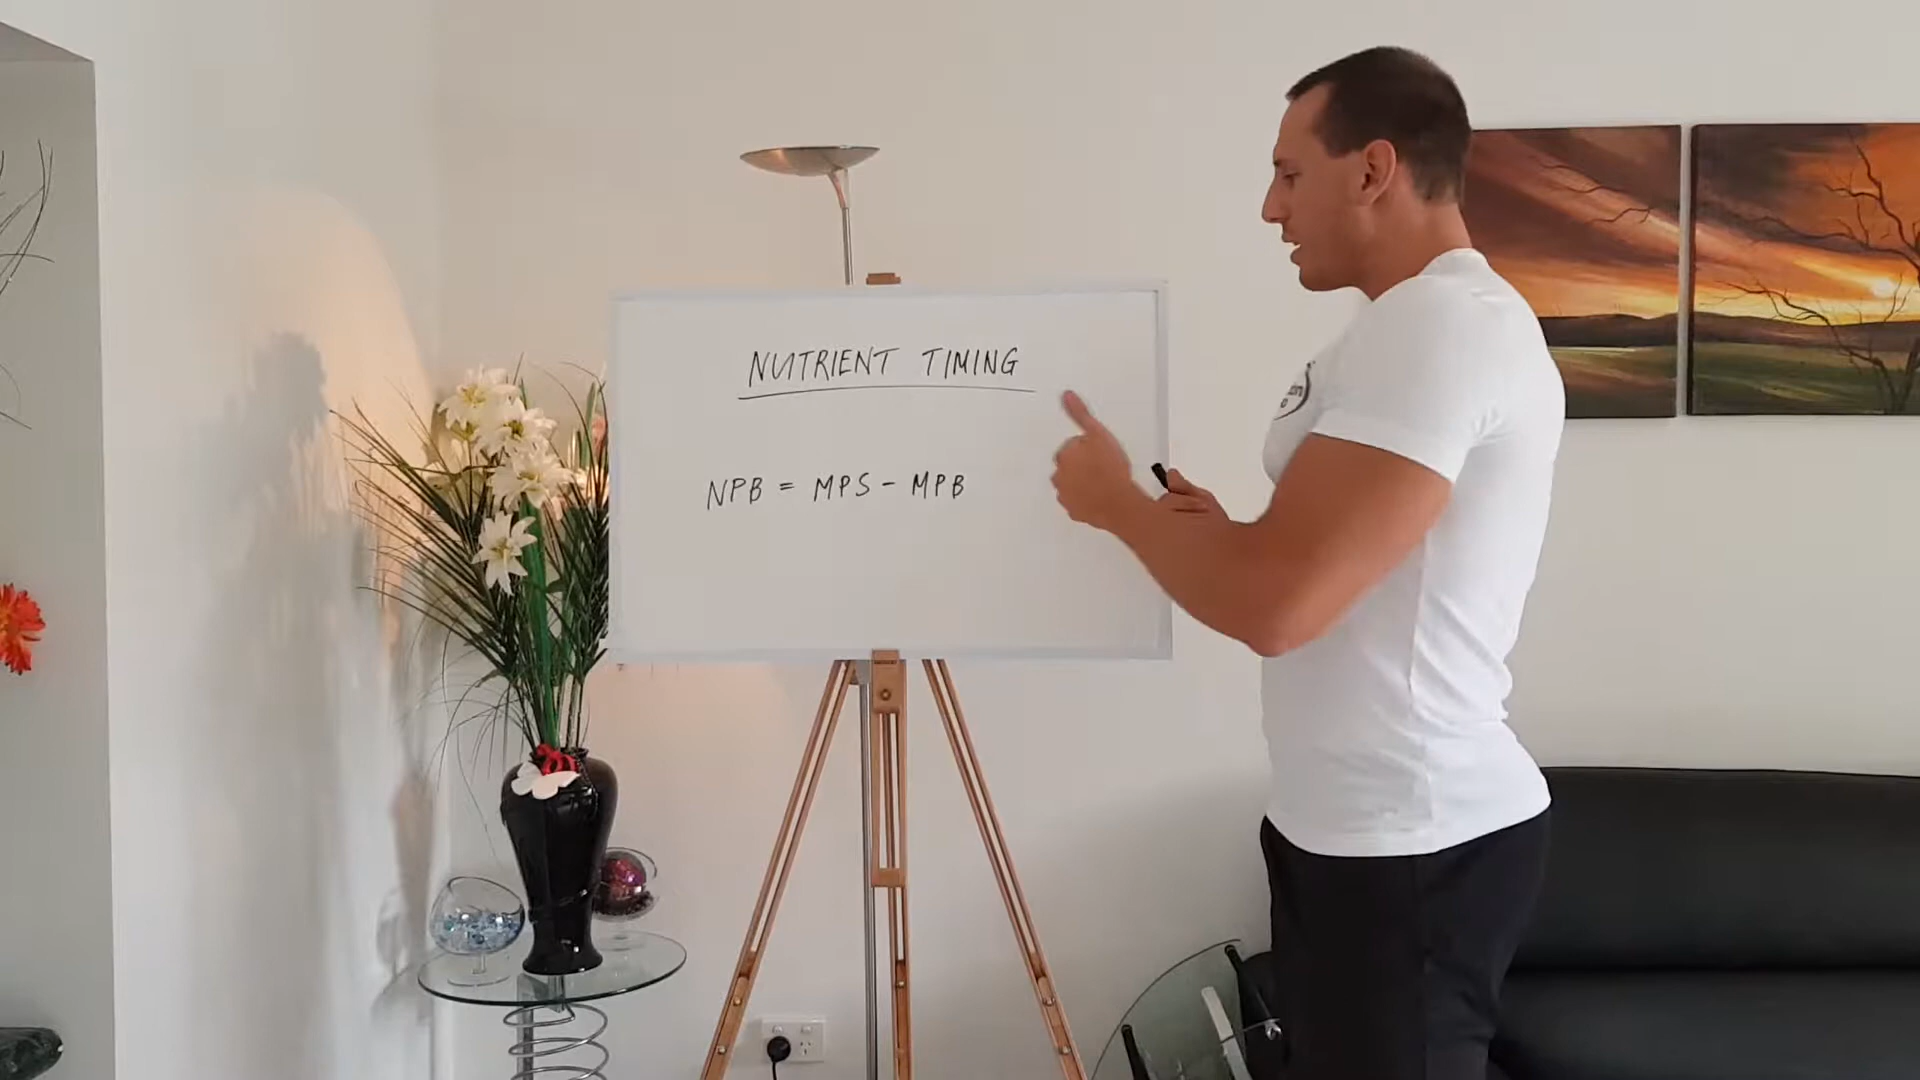 NUTRIENT TIMING
NPB = MPS - MPB